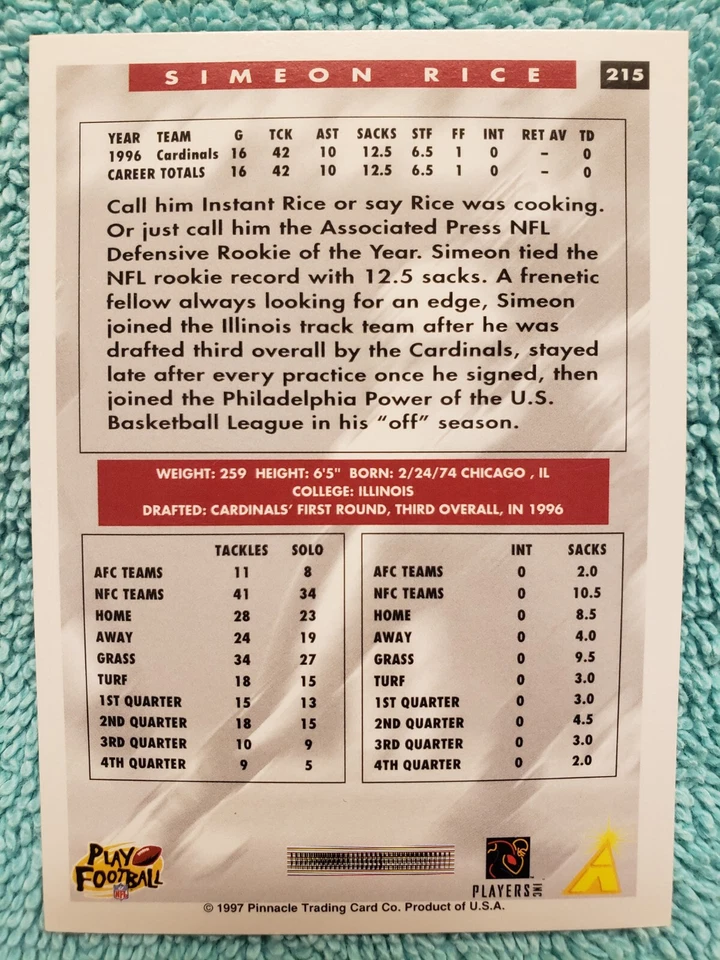 SIMEON RICE 215
YEAR TEAM G TCK AST SACKS STF FF INT RET AV TD
1996 Cardinals 16 42 10 12.5 6.5 1 0 – 0
CAREER TOTALS 16 42 10 12.5 6.5 1 0 – 0
Call him Instant Rice or say Rice was cooking.
Or just call him the Associated Press NFL
Defensive Rookie of the Year. Simeon tied the
NFL rookie record with 12.5 sacks. A frenetic
fellow always looking for an edge, Simeon
joined the Illinois track team after he was
drafted third overall by the Cardinals, stayed
late after every practice once he signed, then
joined the Philadelphia Power of the U.S.
Basketball League in his “off” season.
WEIGHT: 259 HEIGHT: 6'5" BORN: 2/24/74 CHICAGO , IL
COLLEGE: ILLINOIS
DRAFTED: CARDINALS’ FIRST ROUND, THIRD OVERALL, IN 1996
TACKLES SOLO
AFC TEAMS 11 8
NFC TEAMS 41 34
HOME 28 23
AWAY 24 19
GRASS 34 27
TURF 18 15
1ST QUARTER 15 13
2ND QUARTER 18 15
3RD QUARTER 10 9
4TH QUARTER 9 5
INT SACKS
AFC TEAMS 0 2.0
NFC TEAMS 0 10.5
HOME 0 8.5
AWAY 0 4.0
GRASS 0 9.5
TURF 0 3.0
1ST QUARTER 0 3.0
2ND QUARTER 0 4.5
3RD QUARTER 0 3.0
4TH QUARTER 0 2.0
PLAY
FOOTBALL
NFL
PLAYERS INC
© 1997 Pinnacle Trading Card Co. Product of U.S.A.